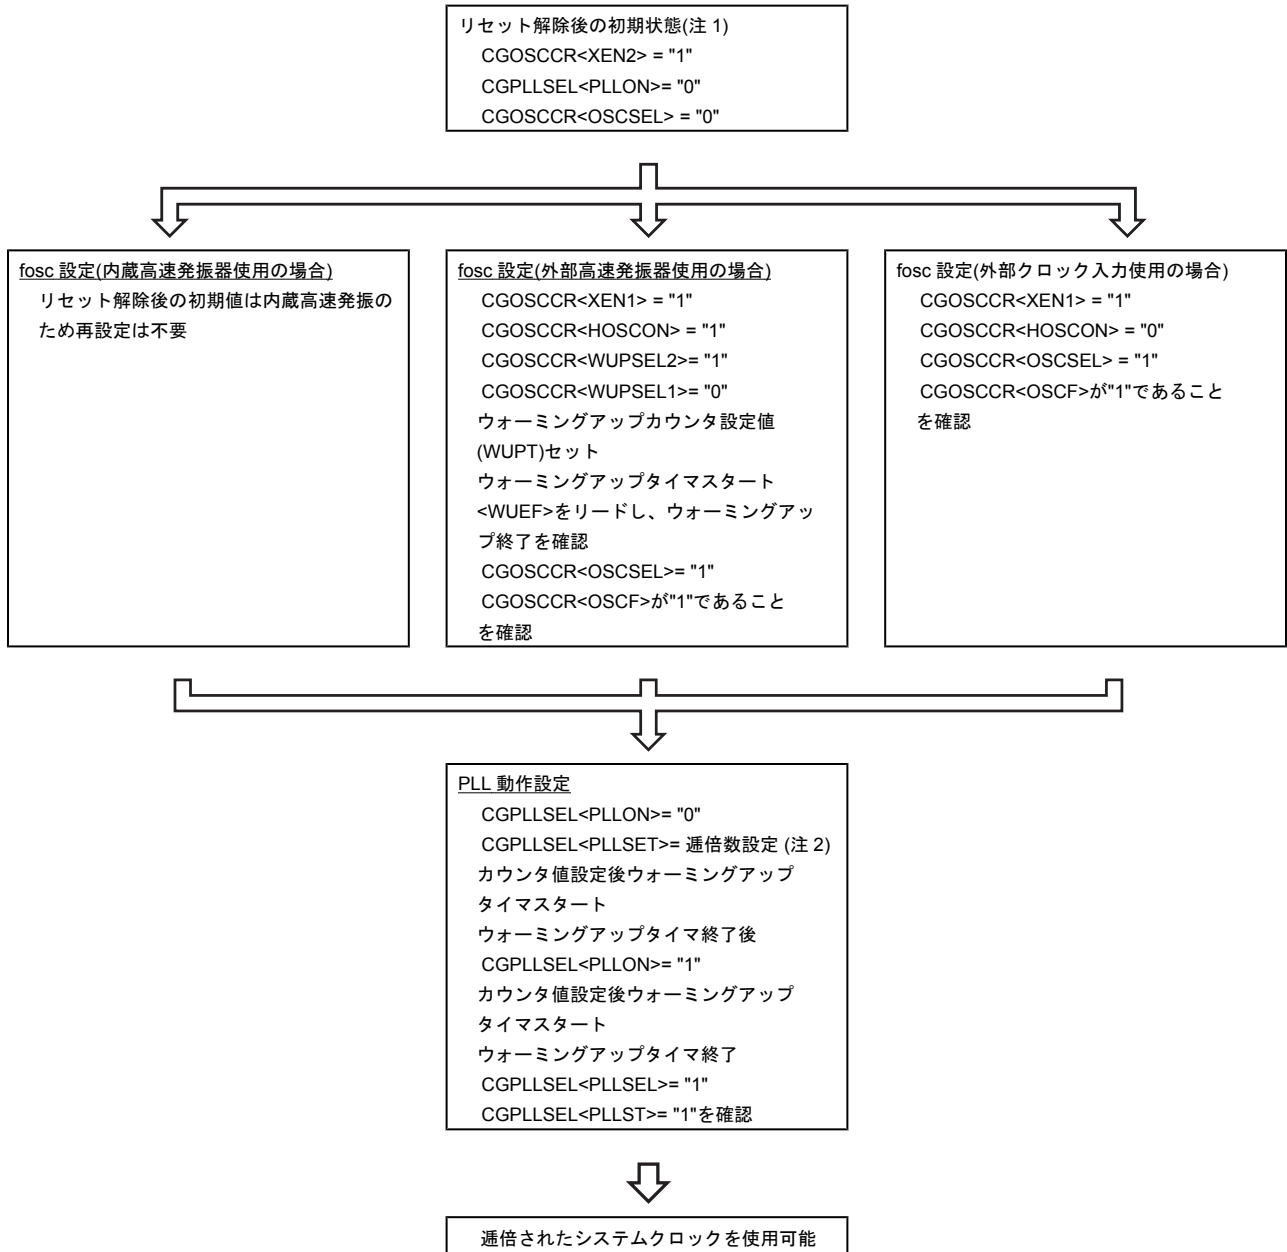 リセット解除後の初期状態(注 1)
CGOSCCR<XEN2> = "1"
CGPLLSEL<PLLON>= "0"
CGOSCCR<OSCSEL> = "0"
fosc 設定(内蔵高速発振器使用の場合)
リセット解除後の初期値は内蔵高速発振の
ため再設定は不要
fosc 設定(外部高速発振器使用の場合)
CGOSCCR<XEN1> = "1"
CGOSCCR<HOSCON> = "1"
CGOSCCR<WUPSEL2>= "1"
CGOSCCR<WUPSEL1>= "0"
ウォーミングアップカウンタ設定値
(WUPT)セット
ウォーミングアップタイマスタート
<WUEF>をリードし、ウォーミングアッ
プ終了を確認
CGOSCCR<OSCSEL>= "1"
CGOSCCR<OSCF>が"1"であること
を確認
fosc 設定(外部クロック入力使用の場合)
CGOSCCR<XEN1> = "1"
CGOSCCR<HOSCON> = "0"
CGOSCCR<OSCSEL> = "1"
CGOSCCR<OSCF>が"1"であること
を確認
PLL 動作設定
CGPLLSEL<PLLON>= "0"
CGPLLSEL<PLLSET>= 逓倍数設定 (注 2)
カウンタ値設定後ウォーミングアップ
タイマスタート
ウォーミングアップタイマ終了後
CGPLLSEL<PLLON>= "1"
カウンタ値設定後ウォーミングアップ
タイマスタート
ウォーミングアップタイマ終了
CGPLLSEL<PLLSEL>= "1"
CGPLLSEL<PLLST>= "1"を確認
逓倍されたシステムクロックを使用可能